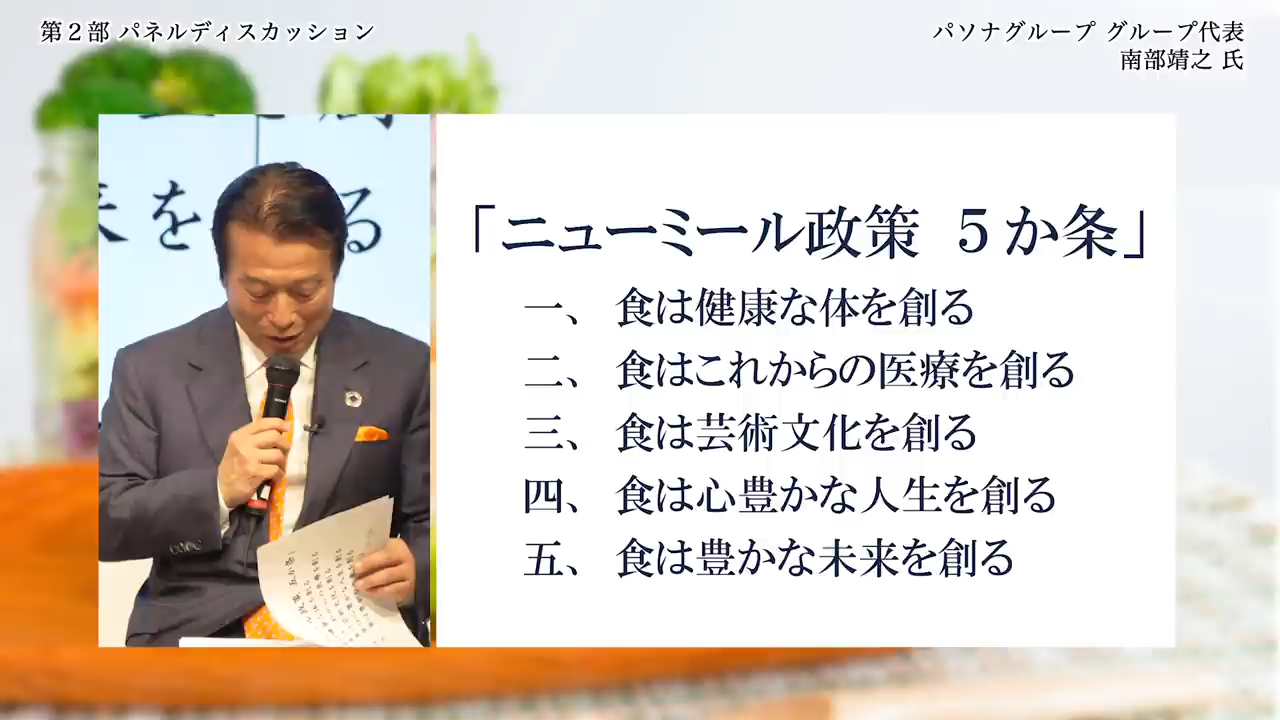 第２部 パネルディスカッション
パソナグループ グループ代表
南部靖之 氏
来を　る
「ニューミール政策 ５か条」
一、 食は健康な体を創る
二、 食はこれからの医療を創る
三、 食は芸術文化を創る
四、 食は心豊かな人生を創る
五、 食は豊かな未来を創る